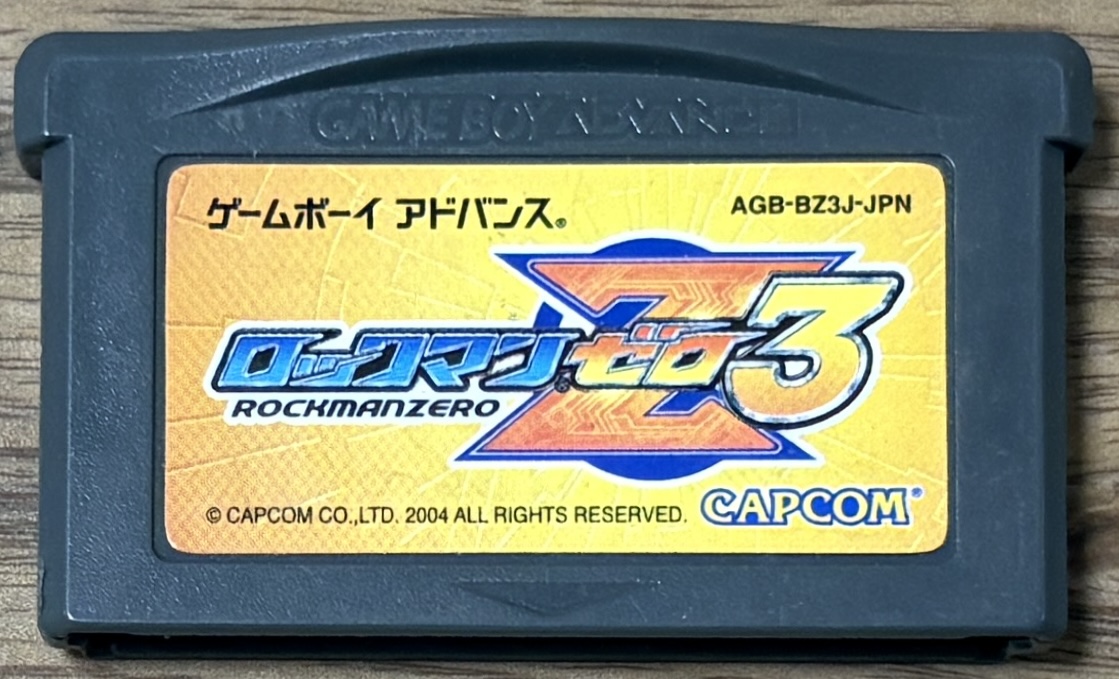 GAME BOY ADVANCE
ゲームボーイ アドバンス®
AGB-BZ3J-JPN
ロックマン®ゼロ3
ROCKMANZERO
© CAPCOM CO.,LTD. 2004 ALL RIGHTS RESERVED.
CAPCOM®